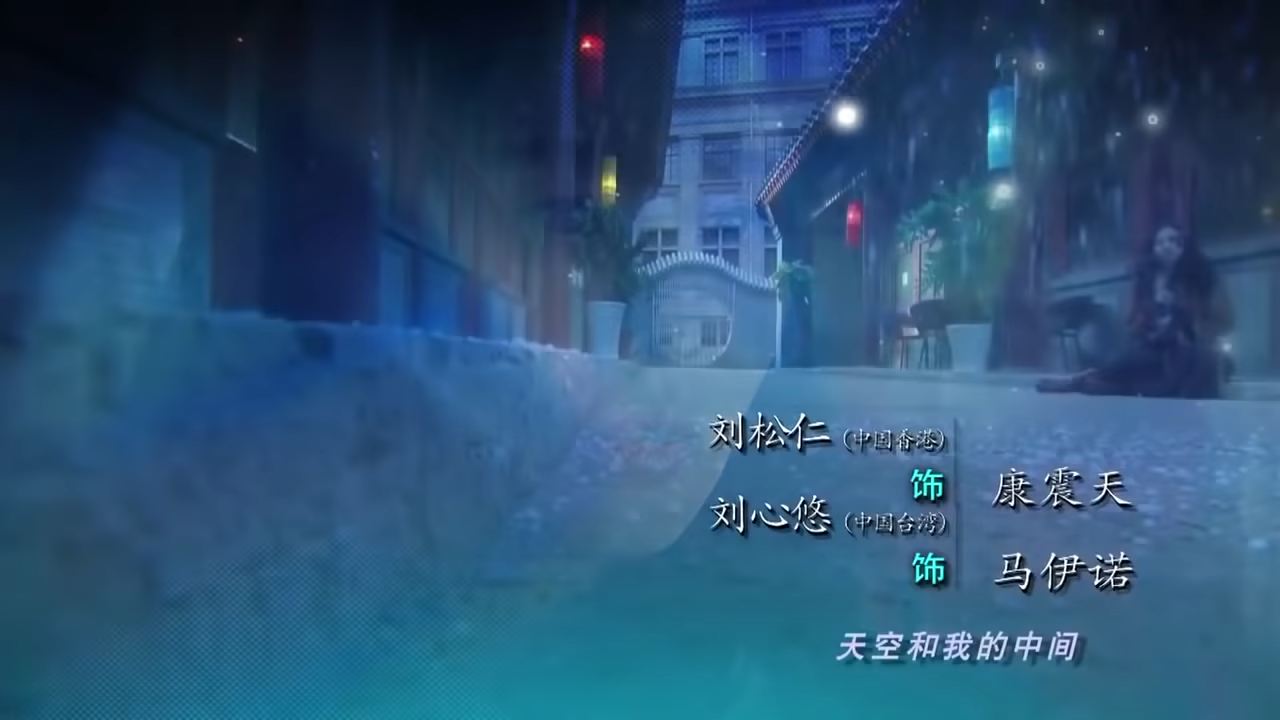 刘松仁（中国香港）
饰 康震天
刘心悠（中国台湾）
饰 马伊诺
天空和我的中间